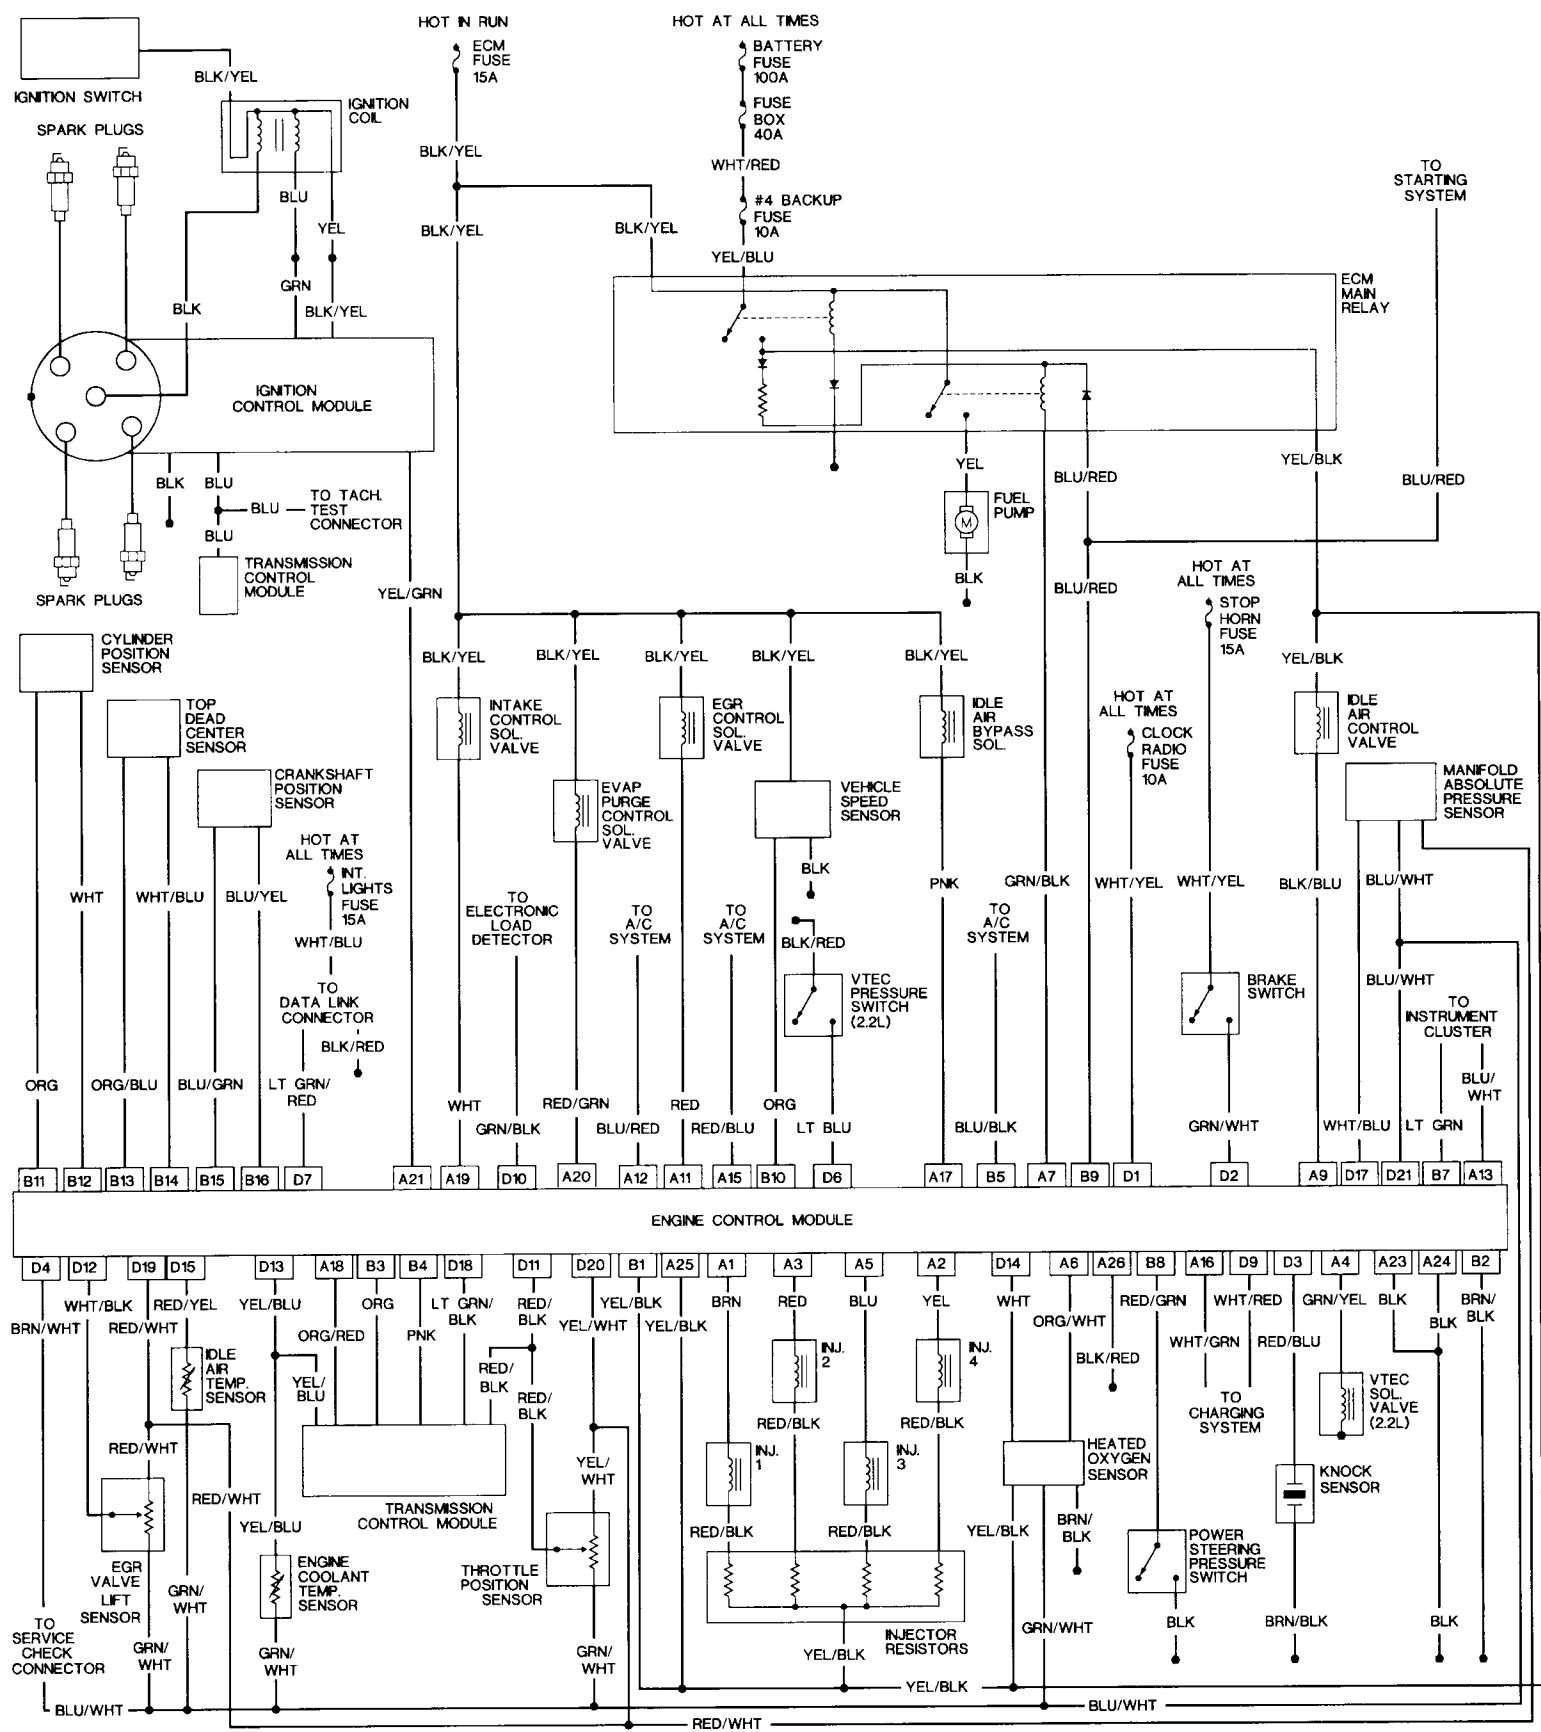 HOT IN RUN
ECM
FUSE
15A
HOT AT ALL TIMES
BATTERY
FUSE
100A
FUSE
BOX
40A
WHT/RED
#4 BACKUP
FUSE
10A
YEL/BLU
IGNITION SWITCH
BLK/YEL
IGNITION
COIL
SPARK PLUGS
BLU
YEL
GRN
BLK
BLK/YEL
BLK/YEL
BLK/YEL
BLK/YEL
TO
STARTING
SYSTEM
ECM
MAIN
RELAY
IGNITION
CONTROL MODULE
BLK
BLU
BLU
TO TACH.
TEST
CONNECTOR
BLU
TRANSMISSION
CONTROL
MODULE
SPARK PLUGS
YEL/GRN
YEL
FUEL
PUMP
M
BLK
BLU/RED
BLU/RED
YEL/BLK
BLU/RED
HOT AT
ALL TIMES
STOP
HORN
FUSE
15A
YEL/BLK
CYLINDER
POSITION
SENSOR
TOP
DEAD
CENTER
SENSOR
CRANKSHAFT
POSITION
SENSOR
HOT AT
ALL TIMES
INT.
LIGHTS
FUSE
15A
WHT/BLU
TO
DATA LINK
CONNECTOR
BLK/RED
BLK/YEL
BLK/YEL
BLK/YEL
BLK/YEL
BLK/YEL
INTAKE
CONTROL
SOL.
VALVE
EVAP
PURGE
CONTROL
SOL.
VALVE
EGR
CONTROL
SOL.
VALVE
VEHICLE
SPEED
SENSOR
IDLE
AIR
BYPASS
SOL.
HOT AT
ALL TIMES
CLOCK
RADIO
FUSE
10A
IDLE
AIR
CONTROL
VALVE
MANIFOLD
ABSOLUTE
PRESSURE
SENSOR
WHT
WHT/BLU
BLU/YEL
BLK
PNK
GRN/BLK
WHT/YEL
WHT/YEL
BLK/BLU
BLU/WHT
TO
ELECTRONIC
LOAD
DETECTOR
TO
A/C
SYSTEM
TO
A/C
SYSTEM
BLK/RED
VTEC
PRESSURE
SWITCH
(2.2L)
TO
A/C
SYSTEM
BRAKE
SWITCH
BLU/WHT
TO
INSTRUMENT
CLUSTER
ORG
ORG/BLU
BLU/GRN
LT GRN/
RED
WHT
GRN/BLK
RED/GRN
BLU/RED
RED
RED/BLU
ORG
LT BLU
BLU/BLK
GRN/WHT
WHT/BLU
LT GRN
BLU/
WHT
B11 B12 B13 B14 B15 B16 D7 A21 A19 D10 A20 A12 A11 A15 B10 D6 A17 B5 A7 B9 D1 D2 A9 D17 D21 B7 A13
ENGINE CONTROL MODULE
D4 D12 D19 D15 D13 A18 B3 B4 D18 D11 D20 B1 A25 A1 A3 A5 A2 D14 A6 A26 B8 A16 D9 D3 A4 A23 A24 B2
BRN/WHT
WHT/BLK
RED/WHT
RED/YEL
YEL/BLU
ORG/RED
ORG
PNK
LT GRN/
BLK
RED/
BLK
YEL/WHT
YEL/BLK
YEL/BLK
BRN
RED
BLU
YEL
WHT
ORG/WHT
BLK/RED
RED/GRN
WHT/GRN
WHT/RED
RED/BLU
GRN/YEL
BLK
BLK
BRN/
BLK
IDLE
AIR
TEMP.
SENSOR
YEL/
BLU
RED/
BLK
RED/
BLK
INJ.
2
INJ.
4
TO
CHARGING
SYSTEM
VTEC
SOL.
VALVE
(2.2L)
RED/WHT
RED/WHT
TRANSMISSION
CONTROL MODULE
YEL/
WHT
RED/BLK
RED/BLK
INJ.
1
INJ.
3
HEATED
OXYGEN
SENSOR
KNOCK
SENSOR
YEL/BLU
RED/BLK
RED/BLK
YEL/BLK
BRN/
BLK
POWER
STEERING
PRESSURE
SWITCH
EGR
VALVE
LIFT
SENSOR
ENGINE
COOLANT
TEMP.
SENSOR
THROTTLE
POSITION
SENSOR
GRN/
WHT
TO
SERVICE
CHECK
CONNECTOR
GRN/
WHT
GRN/
WHT
GRN/
WHT
INJECTOR
RESISTORS
YEL/BLK
GRN/WHT
BLK
BRN/BLK
BLK
YEL/BLK
BLU/WHT
BLU/WHT
RED/WHT